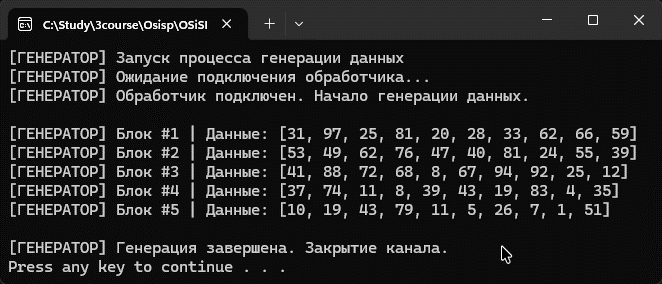 C:\Study\3course\Osisp\OSiSI
[ГЕНЕРАТОР] Запуск процесса генерации данных
[ГЕНЕРАТОР] Ожидание подключения обработчика...
[ГЕНЕРАТОР] Обработчик подключен. Начало генерации данных.
[ГЕНЕРАТОР] Блок #1 | Данные: [31, 97, 25, 81, 20, 28, 33, 62, 66, 59]
[ГЕНЕРАТОР] Блок #2 | Данные: [53, 49, 62, 76, 47, 40, 81, 24, 55, 39]
[ГЕНЕРАТОР] Блок #3 | Данные: [41, 88, 72, 68, 8, 67, 94, 92, 25, 12]
[ГЕНЕРАТОР] Блок #4 | Данные: [37, 74, 11, 8, 39, 43, 19, 83, 4, 35]
[ГЕНЕРАТОР] Блок #5 | Данные: [10, 19, 43, 79, 11, 5, 26, 7, 1, 51]
[ГЕНЕРАТОР] Генерация завершена. Закрытие канала.
Press any key to continue . . .